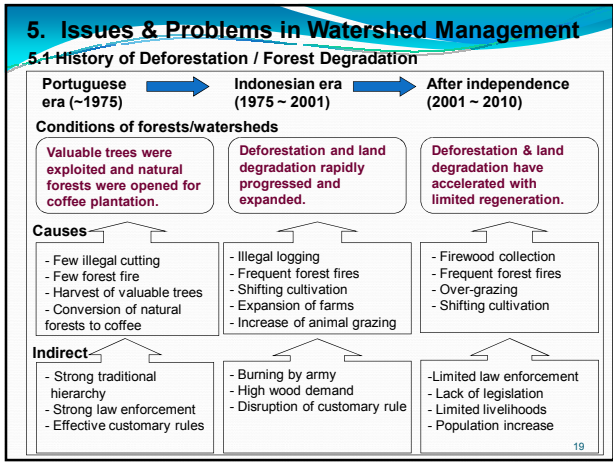 5. Issues & Problems in Watershed Management
5.1 History of Deforestation / Forest Degradation
Portuguese
era (~1975)
Indonesian era
(1975 ~ 2001)
After independence
(2001 ~ 2010)
Conditions of forests/watersheds
Valuable trees were
exploited and natural
forests were opened for
coffee plantation.
Deforestation and land
degradation rapidly
progressed and
expanded.
Deforestation & land
degradation have
accelerated with
limited regeneration.
Causes
- Few illegal cutting
- Few forest fire
- Harvest of valuable trees
- Conversion of natural
forests to coffee
- Illegal logging
- Frequent forest fires
- Shifting cultivation
- Expansion of farms
- Increase of animal grazing
- Firewood collection
- Frequent forest fires
- Over-grazing
- Shifting cultivation
Indirect
- Strong traditional
hierarchy
- Strong law enforcement
- Effective customary rules
- Burning by army
- High wood demand
- Disruption of customary rule
-Limited law enforcement
- Lack of legislation
- Limited livelihoods
- Population increase
19